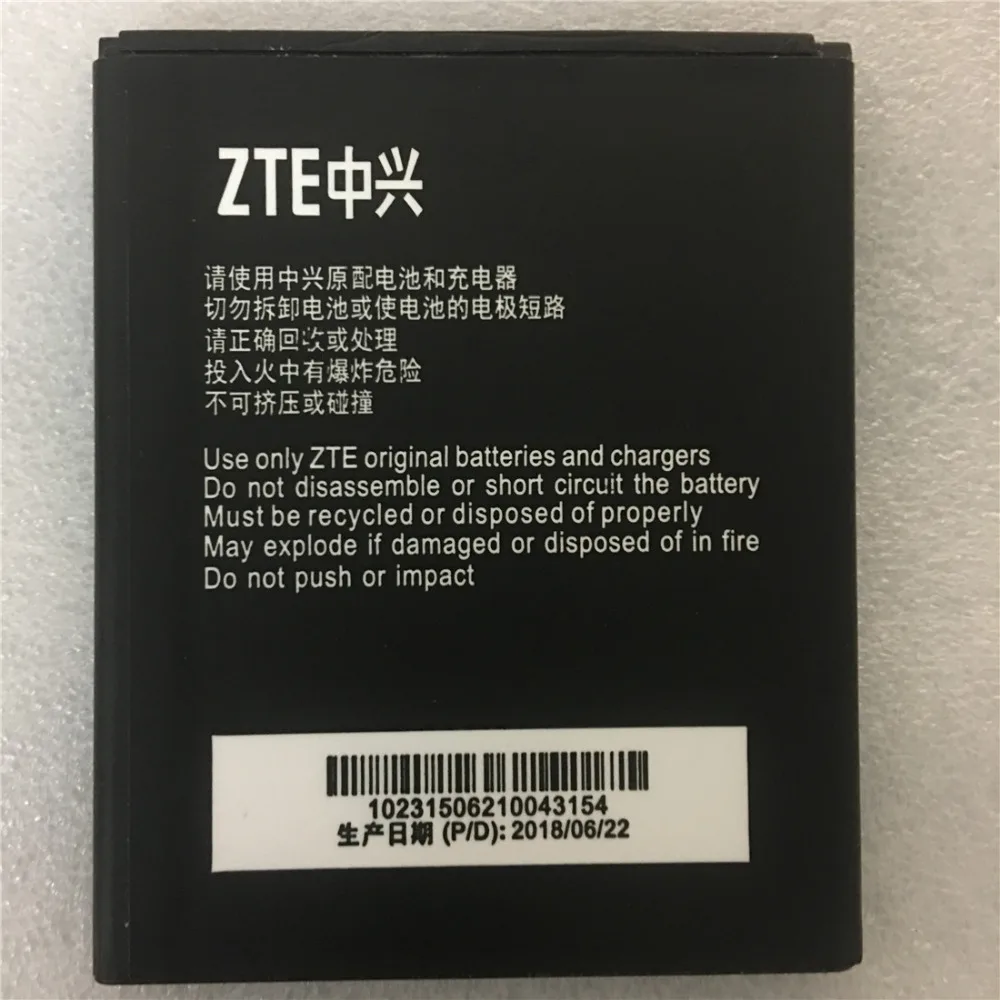 ZTE中兴
请使用中兴原配电池和充电器
切勿拆卸电池或使电池的电极短路
请正确回收或处理
投入火中有爆炸危险
不可挤压或碰撞
Use only ZTE original batteries and chargers
Do not disassemble or short circuit the battery
Must be recycled or disposed of properly
May explode if damaged or disposed of in fire
Do not push or impact
10231506210043154
生产日期 (P/D): 2018/06/22